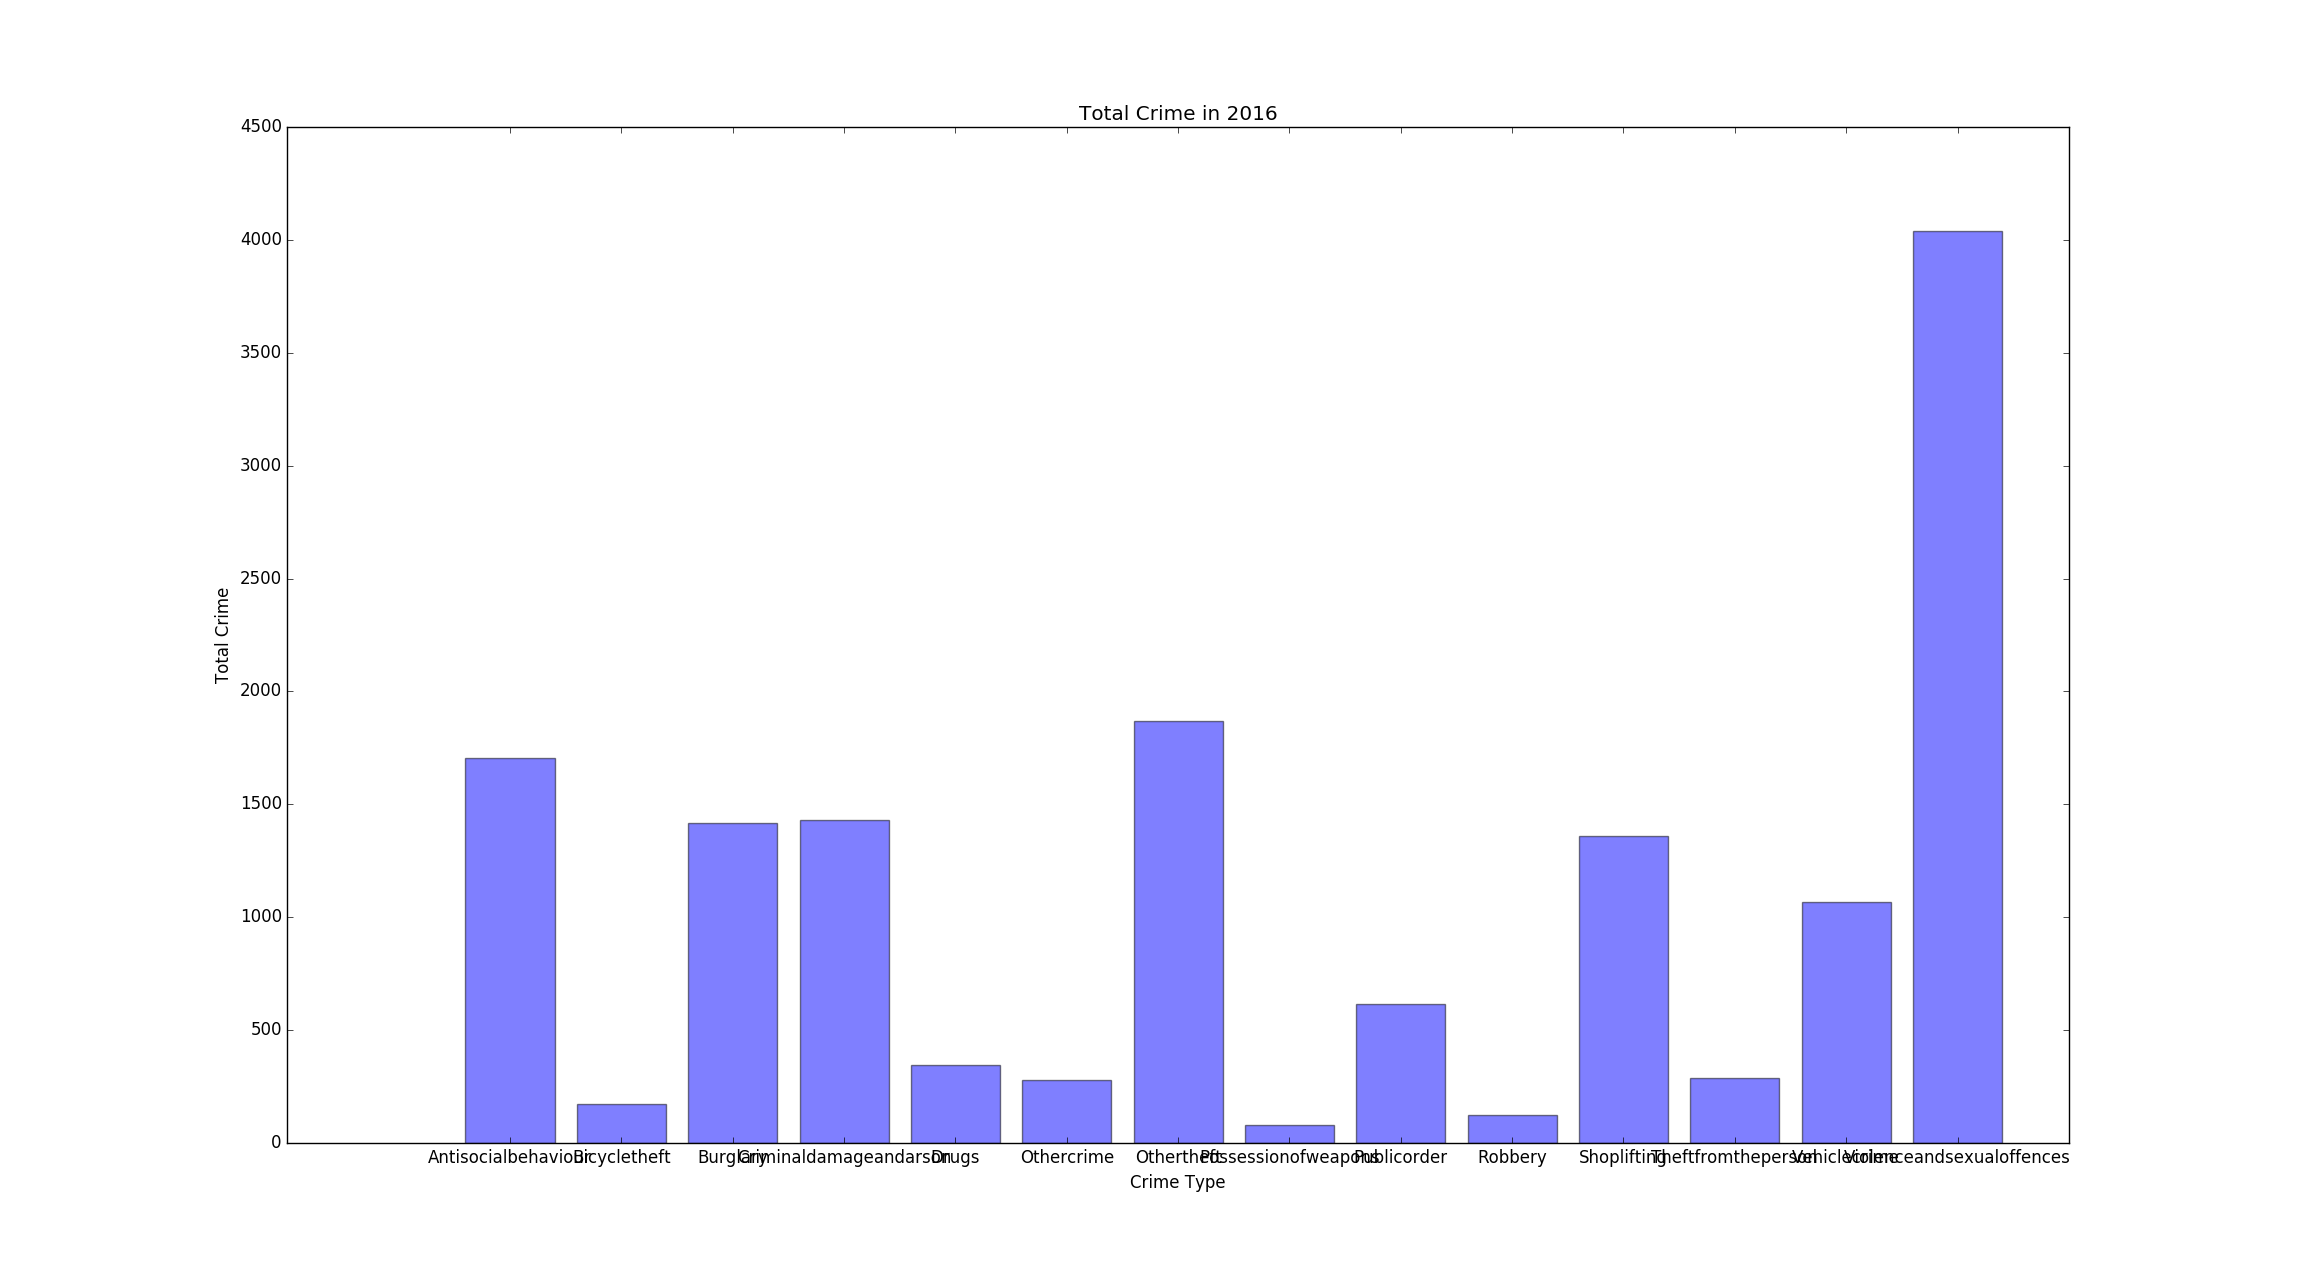 Total Crime in 2016
4500
4000
3500
3000
2500
2000
1500
1000
500
0
Total Crime
Antisocialbehaviour Bicycletheft Burglary Criminaldamageandarson Drugs Othercrime Othertheft Possessionofweapons Publicorder Robbery Shoplifting Theftfromtheperson Vehiclecrime Violenceandsexualoffences
Crime Type